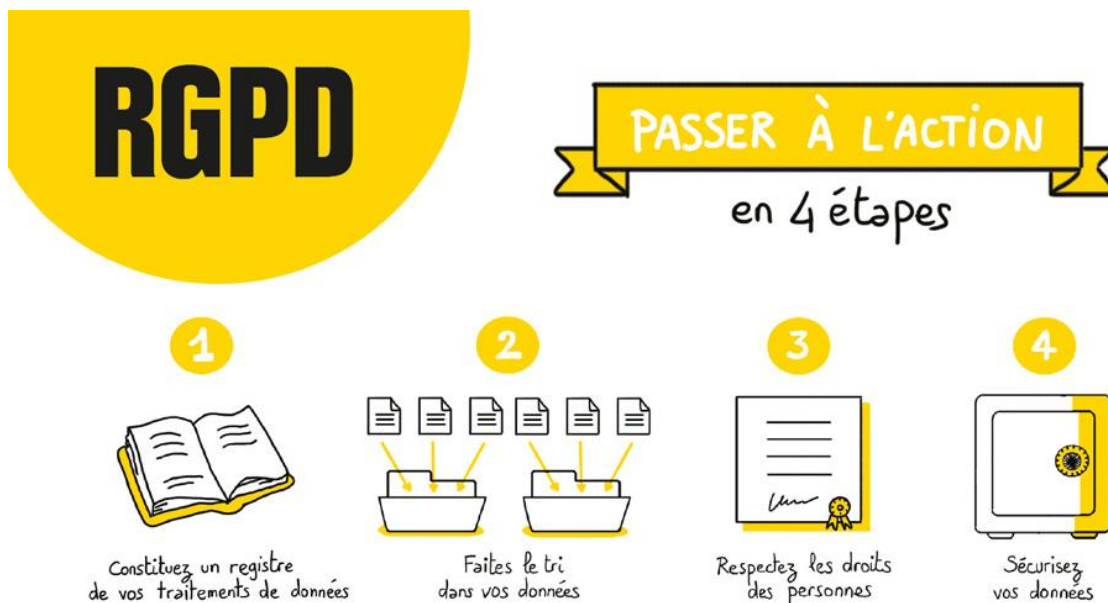 RGPD
PASSER À L'ACTION
en 4 étapes
1
Constituez un registre
de vos traitements de données
2
Faites le tri
dans vos données
3
Respectez les droits
des personnes
4
Sécurisez
vos données